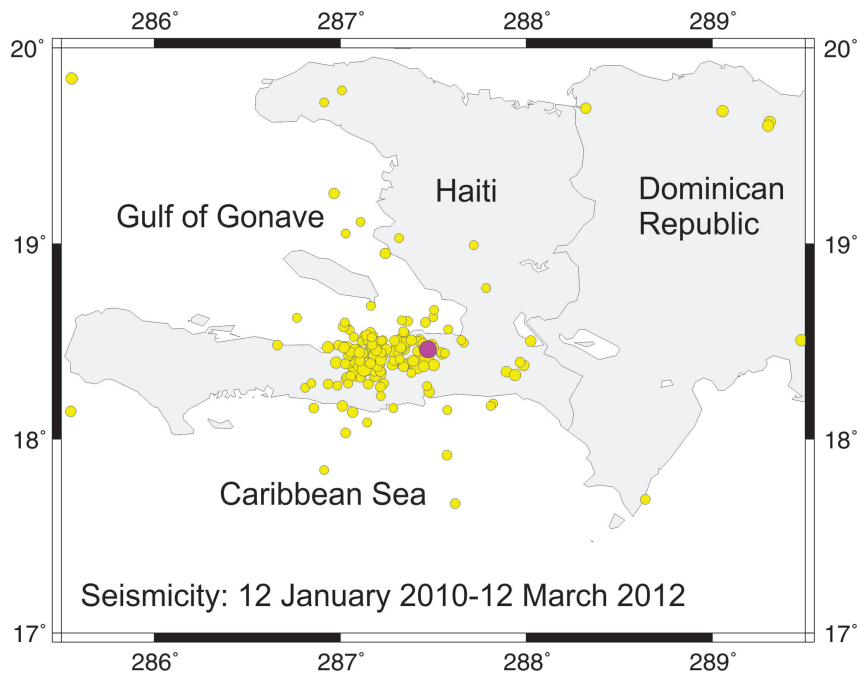 286° 287° 288° 289°
20° 20°
Haiti
Dominican
Republic
Gulf of Gonave
19° 19°
18° 18°
Caribbean Sea
Seismicity: 12 January 2010-12 March 2012
17° 17°
286° 287° 288° 289°